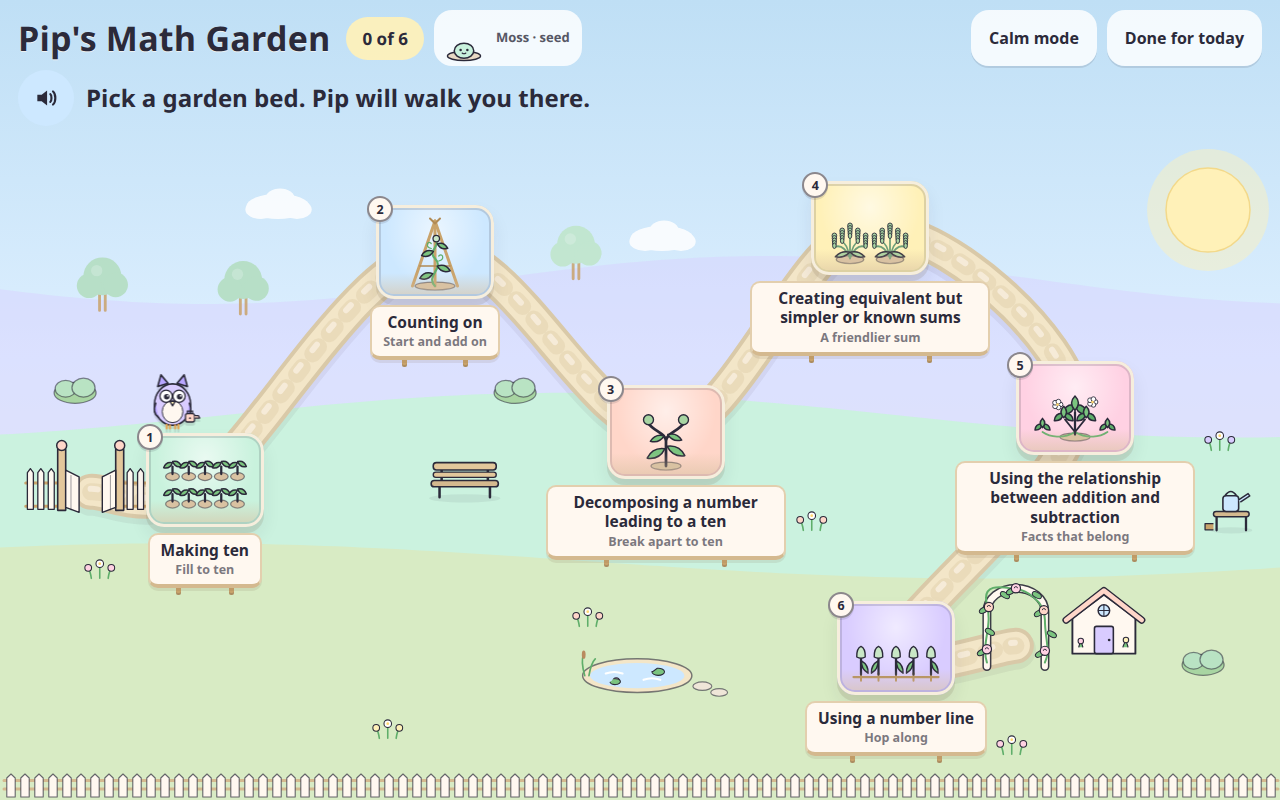 Pip's Math Garden
0 of 6
Moss · seed
Calm mode
Done for today
Pick a garden bed. Pip will walk you there.
1
Making ten
Fill to ten
2
Counting on
Start and add on
3
Decomposing a number
leading to a ten
Break apart to ten
4
Creating equivalent but
simpler or known sums
A friendlier sum
5
Using the relationship
between addition and
subtraction
Facts that belong
6
Using a number line
Hop along